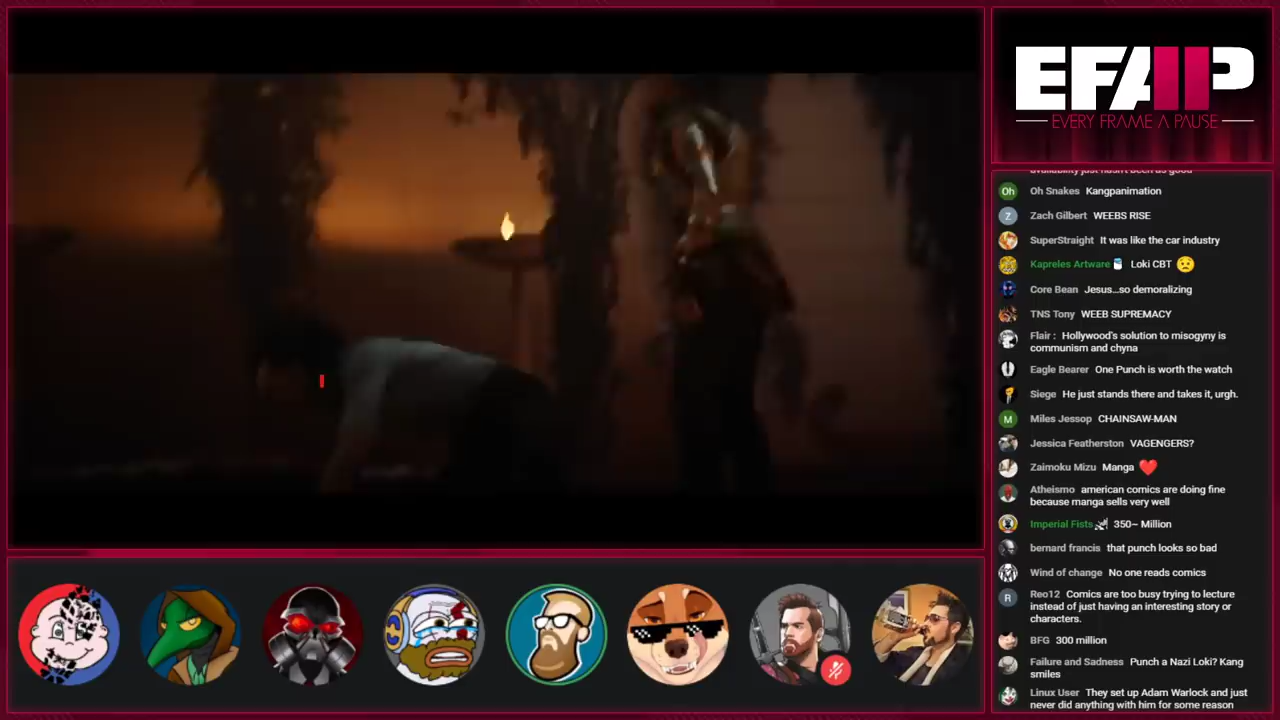 EFAP
EVERY FRAME A PAUSE
availability just hasn't been as good
Oh Oh Snakes Kangpanimation
Z Zach Gilbert WEEBS RISE
SuperStraight It was like the car industry
Kapreles Artware Loki CBT
Core Bean Jesus...so demoralizing
TNS Tony WEEB SUPREMACY
Flair : Hollywood's solution to misogyny is
communism and chyna
Eagle Bearer One Punch is worth the watch
Siege He just stands there and takes it, urgh.
M Miles Jessop CHAINSAW-MAN
Jessica Featherston VAGENGERS?
Zaimoku Mizu Manga
Atheismo american comics are doing fine
because manga sells very well
Imperial Fists 350~ Million
bernard francis that punch looks so bad
Wind of change No one reads comics
R Reo12 Comics are too busy trying to lecture
instead of just having an interesting story or
characters.
BFG 300 million
Failure and Sadness Punch a Nazi Loki? Kang
smiles
Linux User They set up Adam Warlock and just
never did anything with him for some reason